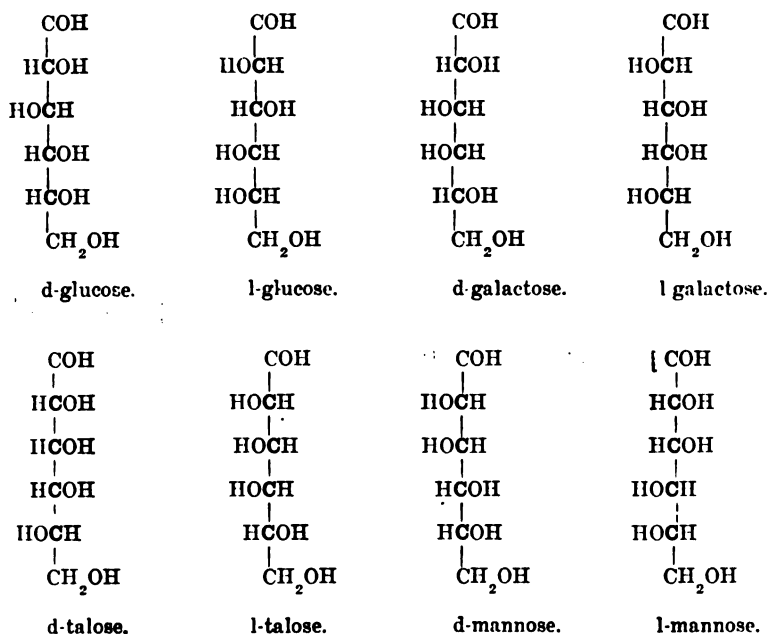 COH COH COH COH
HCOH HOCH HCOH HOCH
HOCH HCOH HOCH HCOH
HCOH HOCH HOCH HCOH
HCOH HOCH HCOH HOCH
CH₂OH CH₂OH CH₂OH CH₂OH
d-glucose. l-glucose. d-galactose. l galactose.
COH COH COH COH
HCOH HOCH HOCH HCOH
HCOH HOCH HOCH HCOH
HCOH HOCH HCOH HOCH
HOCH HCOH HCOH HOCH
CH₂OH CH₂OH CH₂OH CH₂OH
d-talose. l-talose. d-mannose. l-mannose.